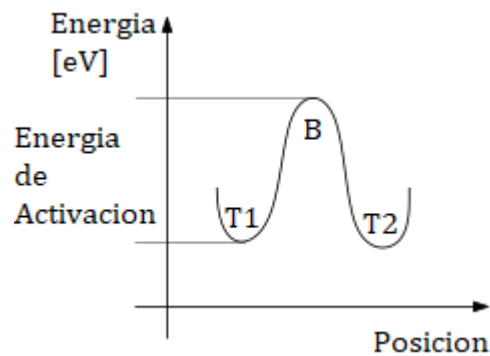 Energia
[eV]
B
Energia
de
Activacion
T1
T2
Posicion